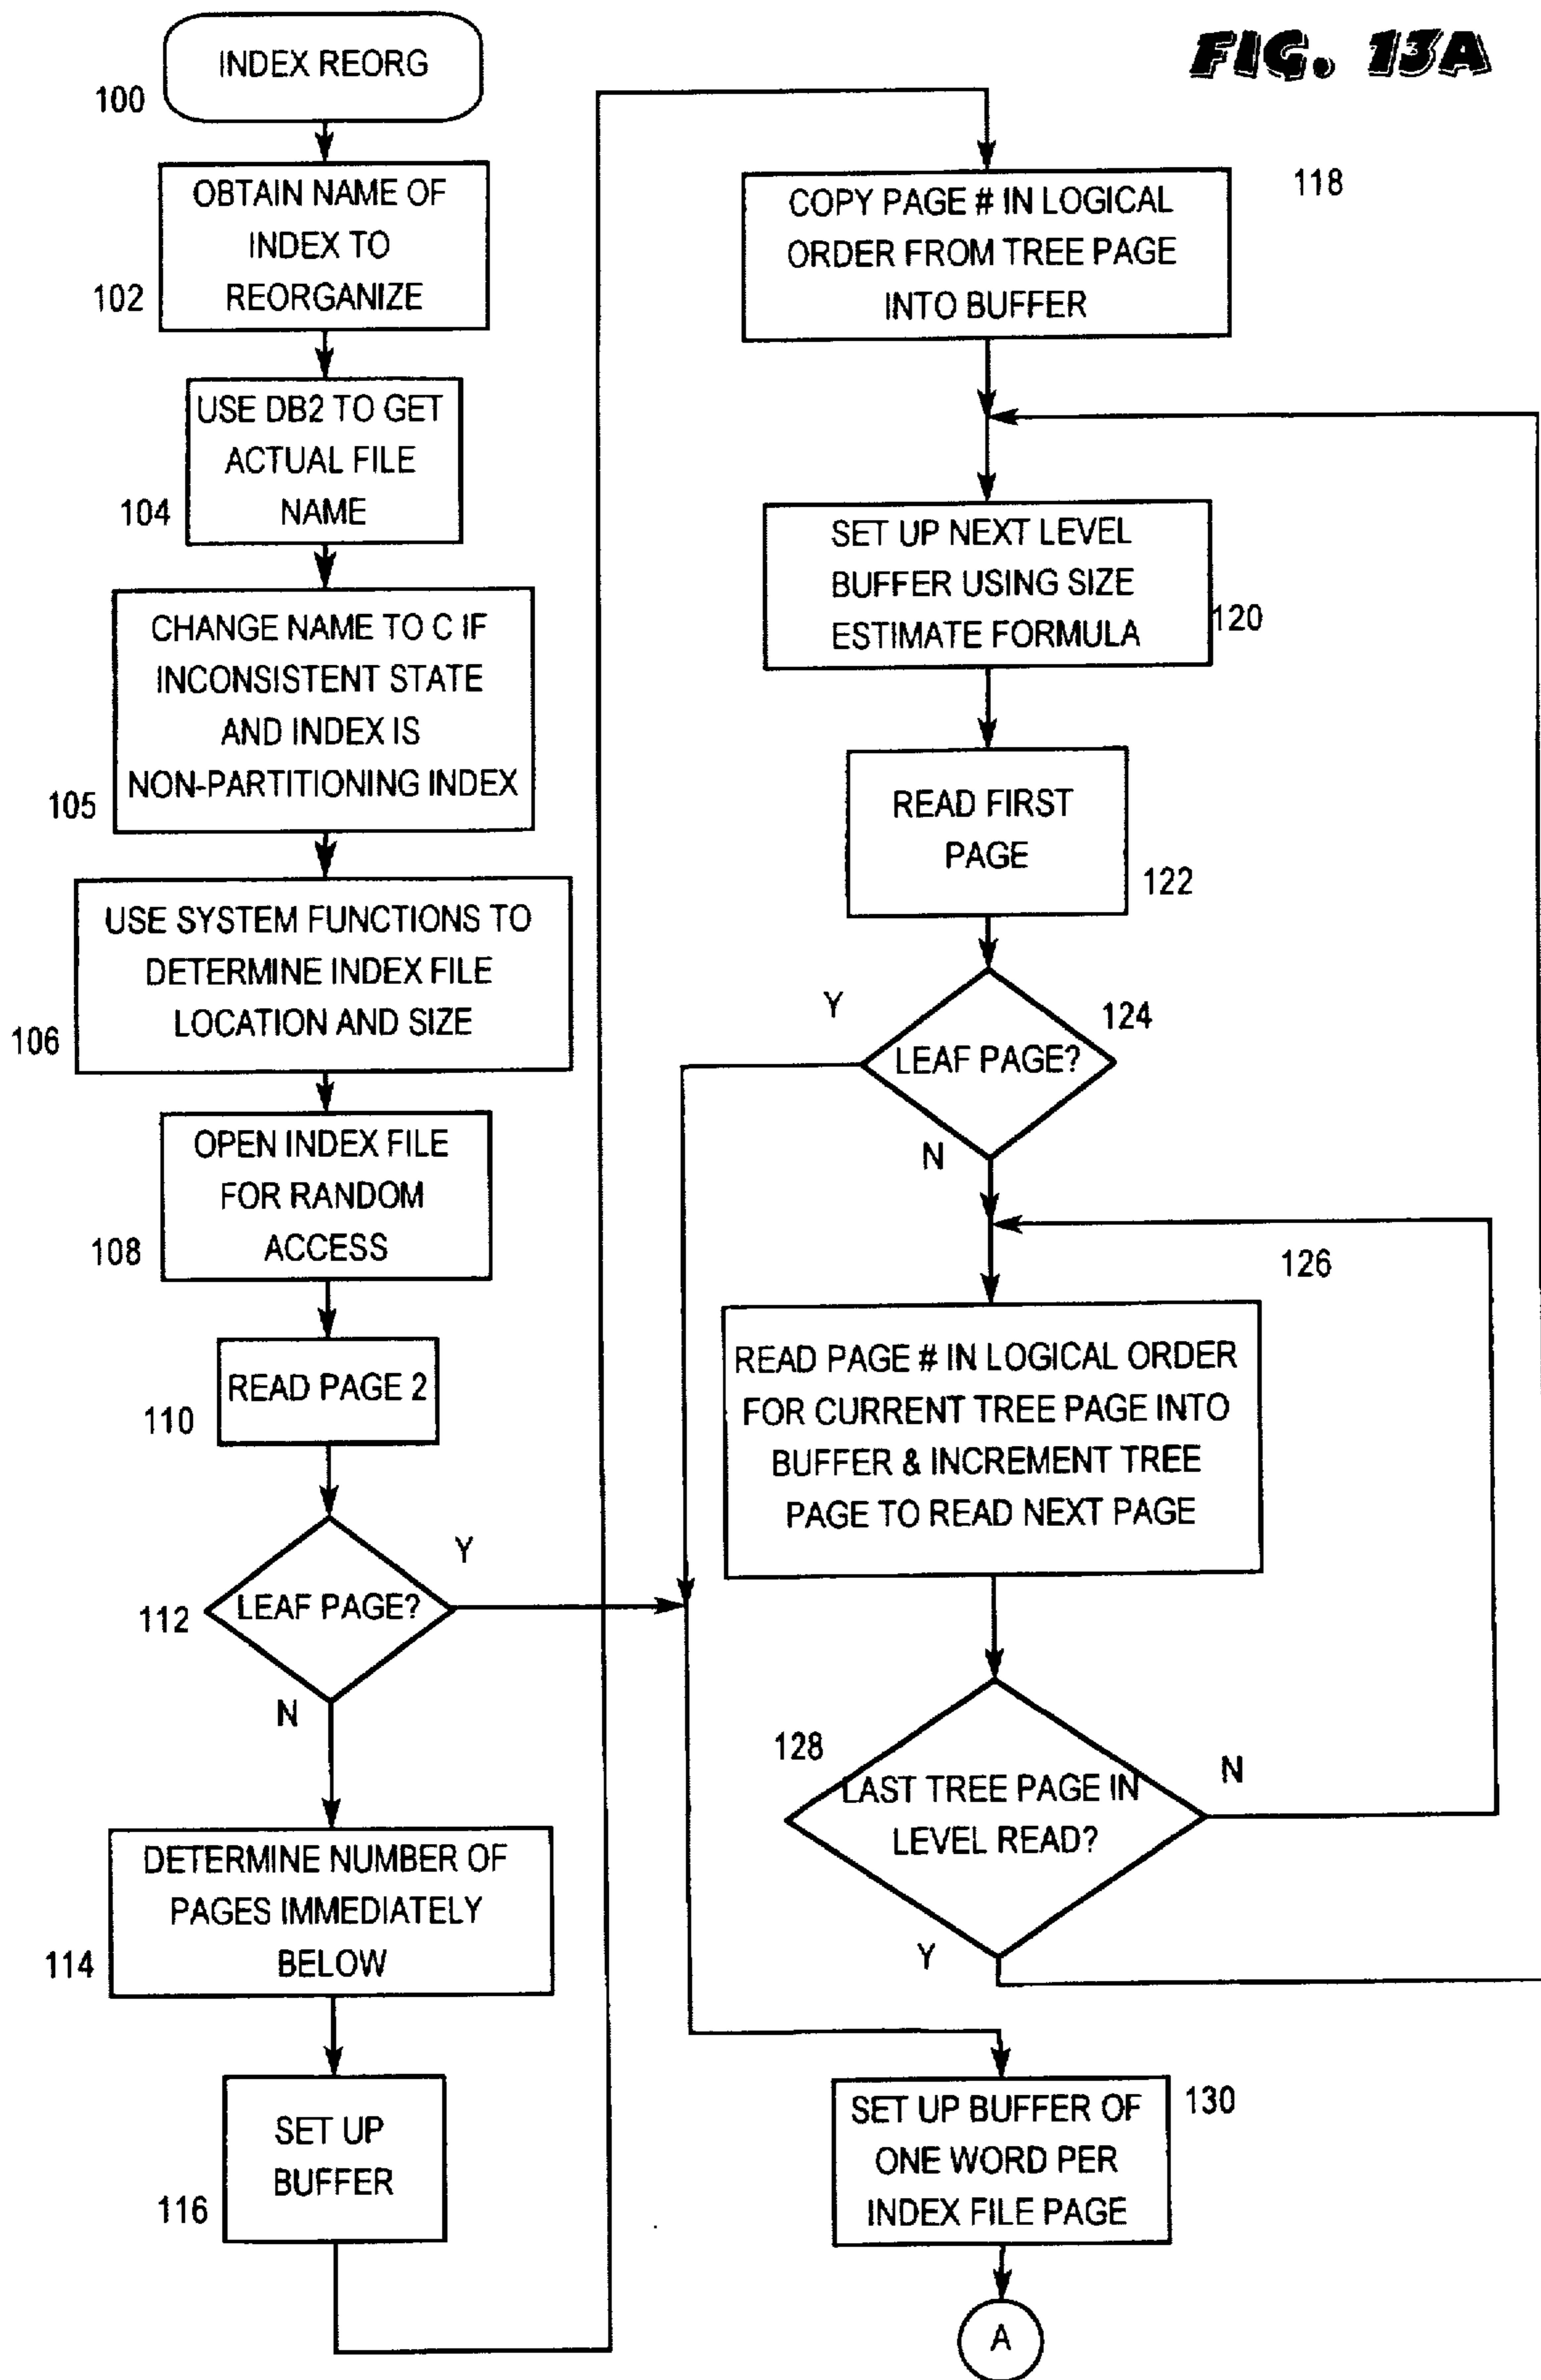 FIG. 13A
INDEX REORG
100
OBTAIN NAME OF
INDEX TO
REORGANIZE
102
USE DB2 TO GET
ACTUAL FILE
NAME
104
CHANGE NAME TO C IF
INCONSISTENT STATE
AND INDEX IS
NON-PARTITIONING INDEX
105
USE SYSTEM FUNCTIONS TO
DETERMINE INDEX FILE
LOCATION AND SIZE
106
OPEN INDEX FILE
FOR RANDOM
ACCESS
108
READ PAGE 2
110
LEAF PAGE?
112
Y
N
DETERMINE NUMBER OF
PAGES IMMEDIATELY
BELOW
114
SET UP
BUFFER
116
118
COPY PAGE # IN LOGICAL
ORDER FROM TREE PAGE
INTO BUFFER
SET UP NEXT LEVEL
BUFFER USING SIZE
ESTIMATE FORMULA
120
READ FIRST
PAGE
122
Y
124
LEAF PAGE?
N
126
READ PAGE # IN LOGICAL ORDER
FOR CURRENT TREE PAGE INTO
BUFFER & INCREMENT TREE
PAGE TO READ NEXT PAGE
128
LAST TREE PAGE IN
LEVEL READ?
N
Y
SET UP BUFFER OF
ONE WORD PER
INDEX FILE PAGE
130
A